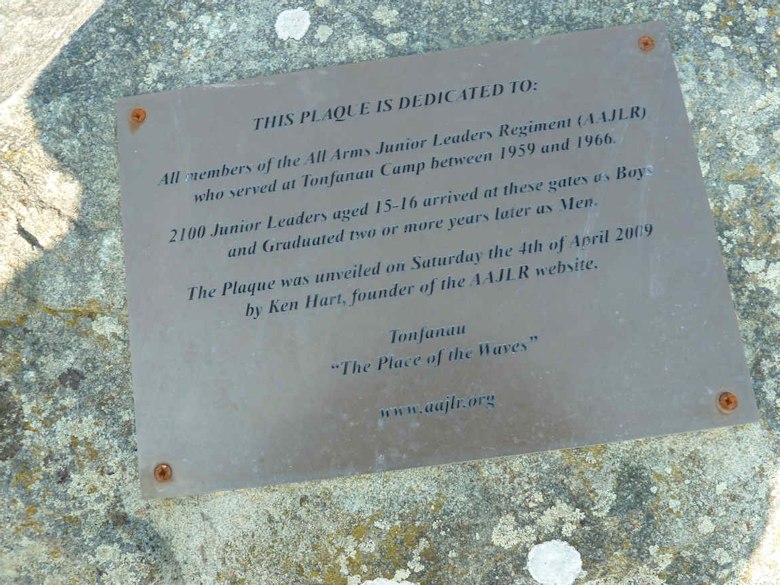 THIS PLAQUE IS DEDICATED TO:
All members of the All Arms Junior Leaders Regiment (AAJLR)
who served at Tonfanau Camp between 1959 and 1966.
2100 Junior Leaders aged 15-16 arrived at these gates as Boys
and Graduated two or more years later as Men.
The Plaque was unveiled on Saturday the 4th of April 2009
by Ken Hart, founder of the AAJLR website.
Tonfanau
“The Place of the Waves”
www.aajlr.org